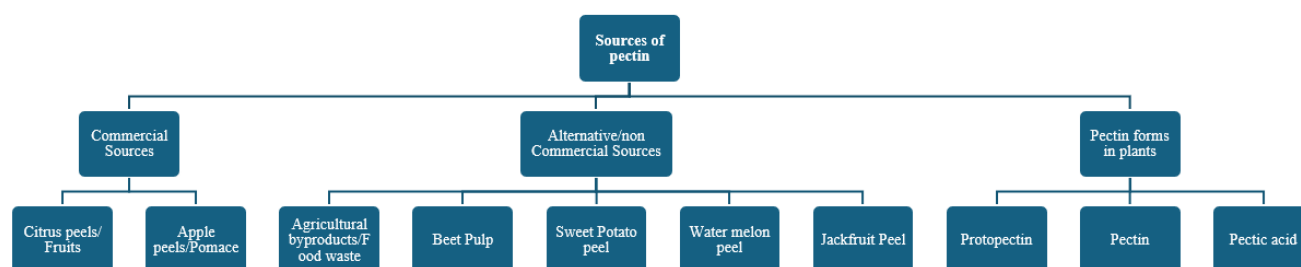 Sources of
pectin
Commercial
Sources
Alternative/non
Commercial Sources
Pectin forms
in plants
Citrus peels/
Fruits
Apple
peels/Pomace
Agricultural
byproducts/F
ood waste
Beet Pulp
Sweet Potato
peel
Water melon
peel
Jackfruit Peel
Protopectin
Pectin
Pectic acid